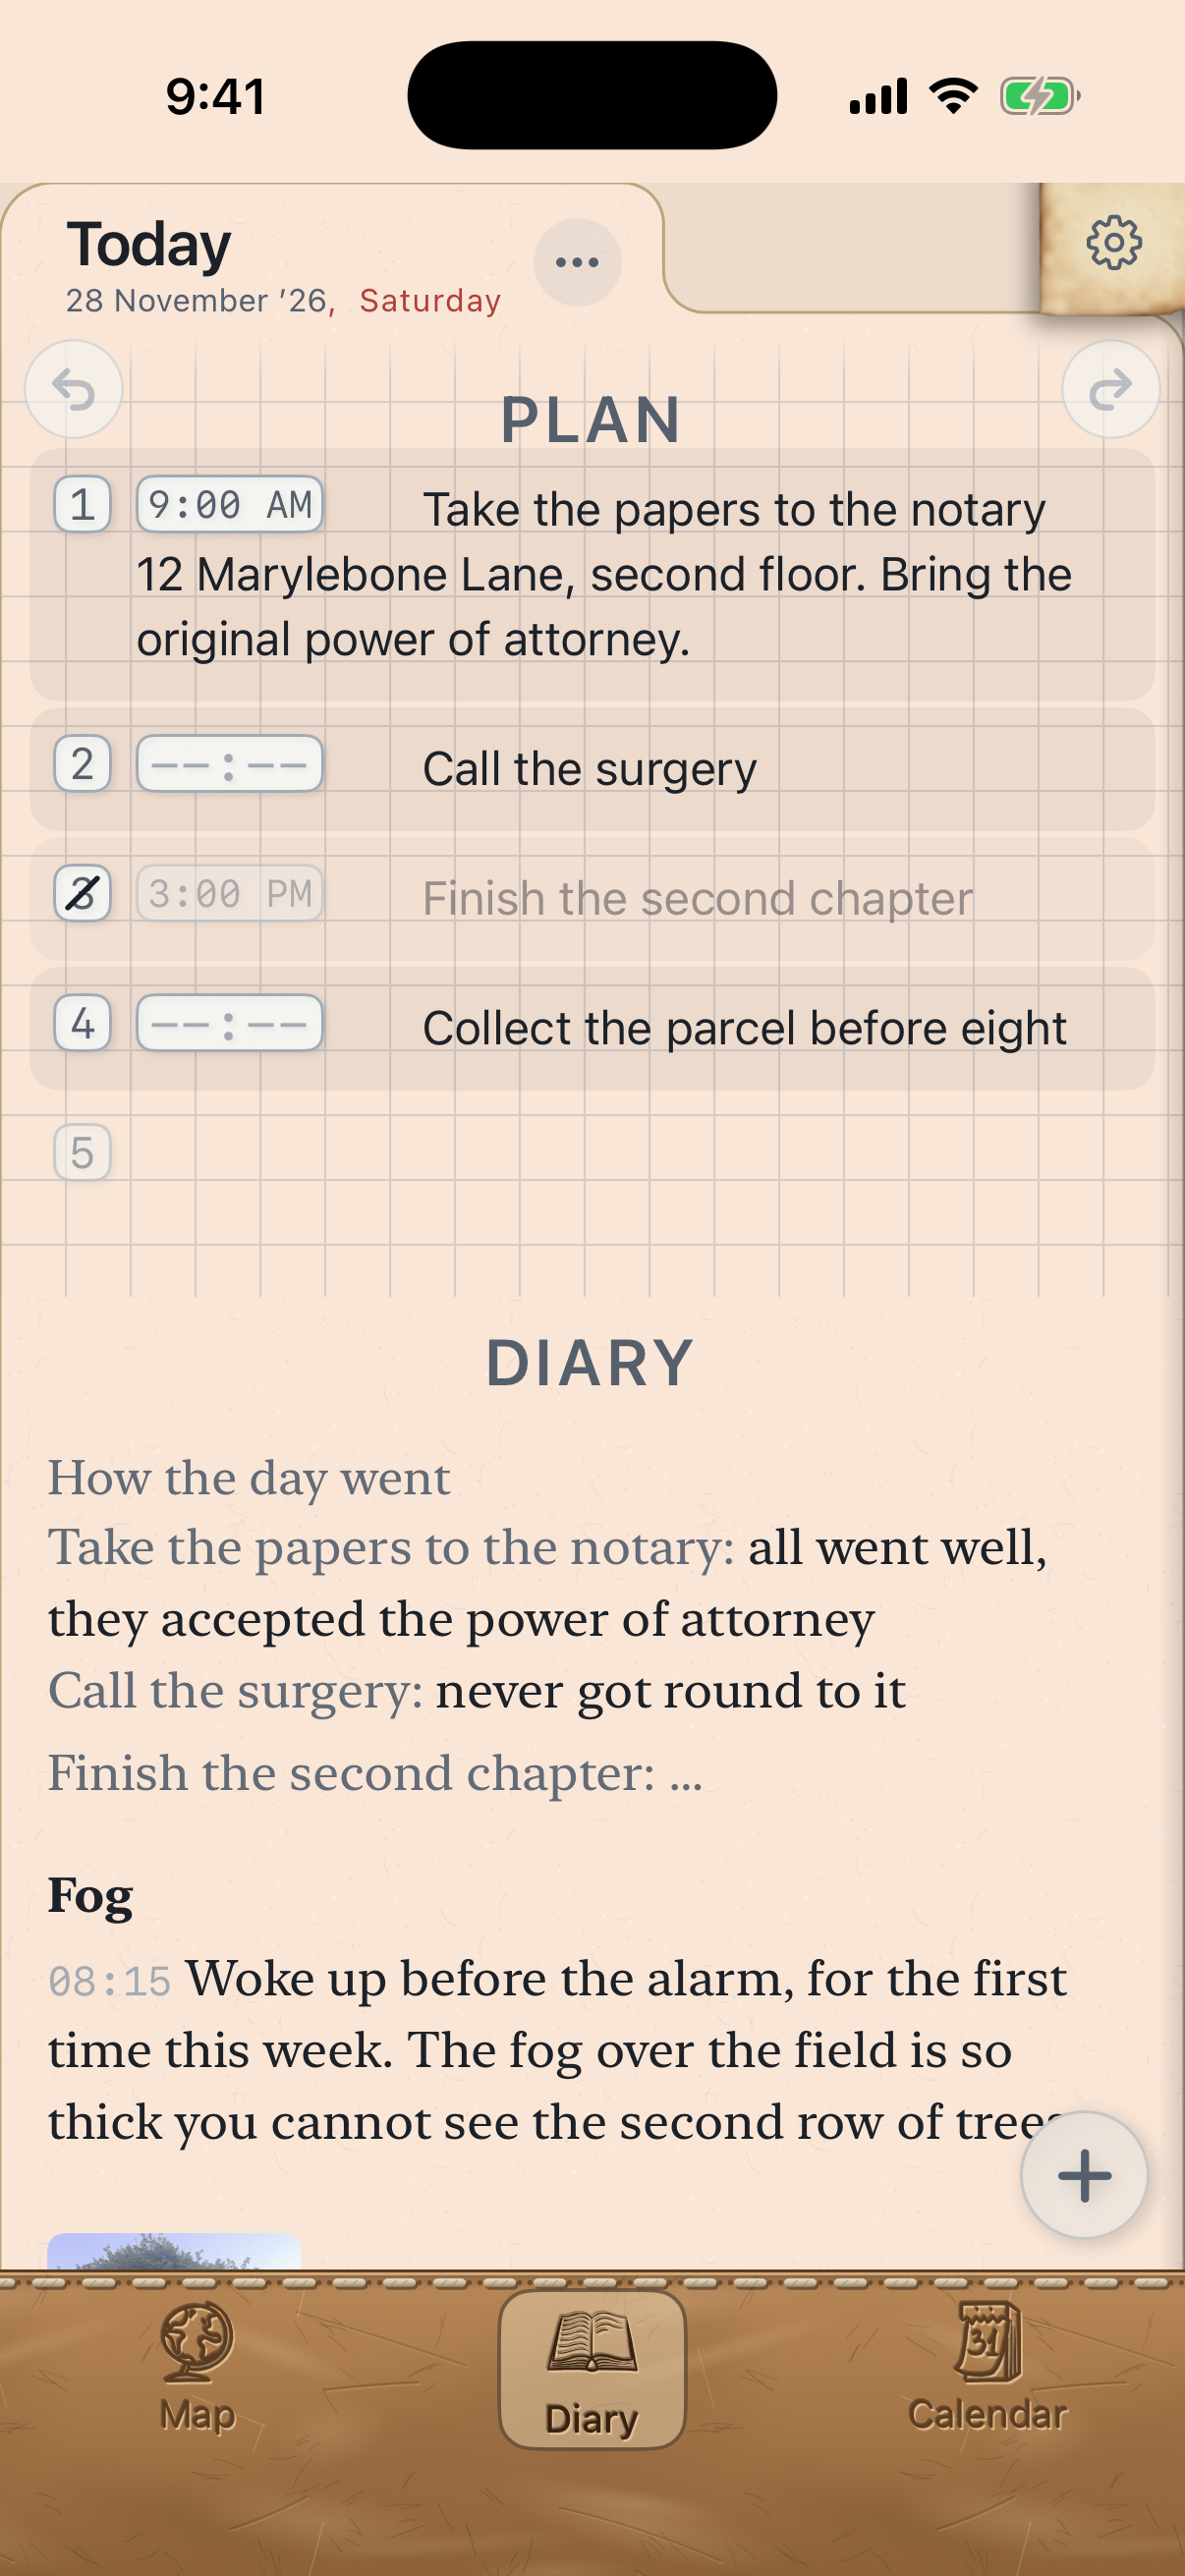 9:41
Today
28 November ’26, Saturday
PLAN
1 9:00 AM Take the papers to the notary
12 Marylebone Lane, second floor. Bring the
original power of attorney.
2 --:-- Call the surgery
3 3:00 PM Finish the second chapter
4 --:-- Collect the parcel before eight
5
DIARY
How the day went
Take the papers to the notary: all went well,
they accepted the power of attorney
Call the surgery: never got round to it
Finish the second chapter: ...
Fog
08:15 Woke up before the alarm, for the first
time this week. The fog over the field is so
thick you cannot see the second row of trees
31
Map
Diary
Calendar